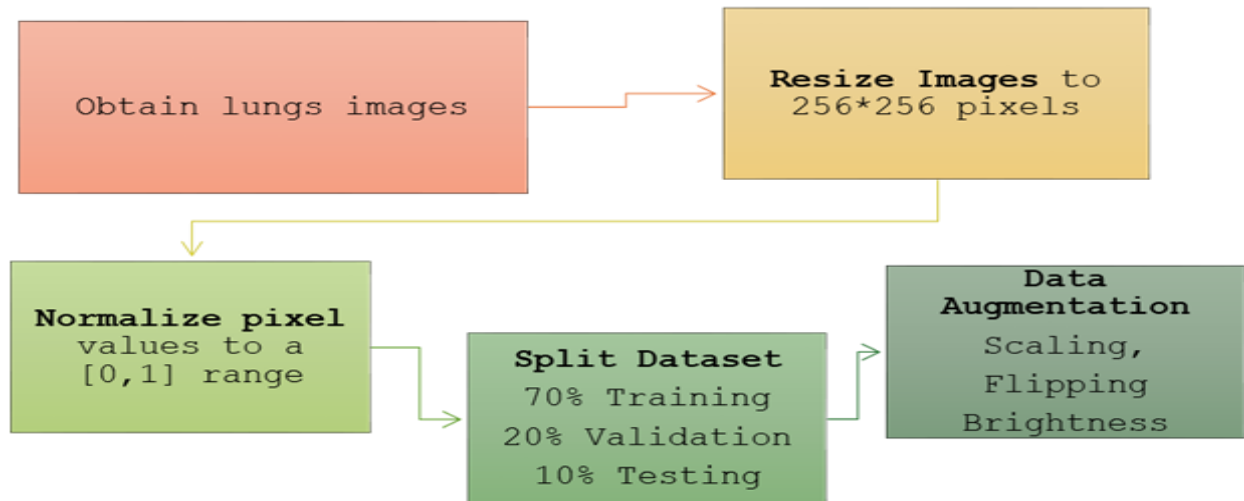 Obtain lungs images
Resize Images to
256*256 pixels
Normalize pixel
values to a
[0,1] range
Split Dataset
70% Training
20% Validation
10% Testing
Data
Augmentation
Scaling,
Flipping
Brightness